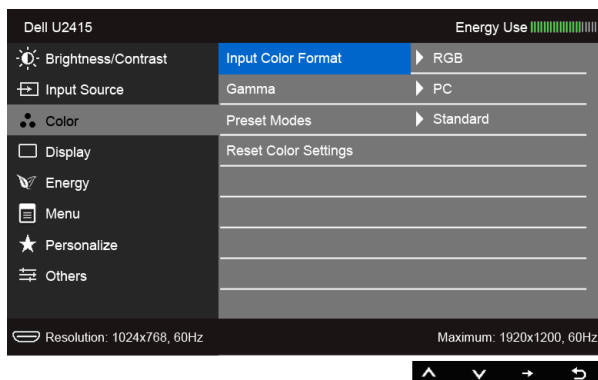 Dell U2415 Energy Use
Brightness/Contrast Input Color Format RGB
Input Source Gamma PC
Color Preset Modes Standard
Display Reset Color Settings
Energy
Menu
Personalize
Others
Resolution: 1024x768, 60Hz Maximum: 1920x1200, 60Hz